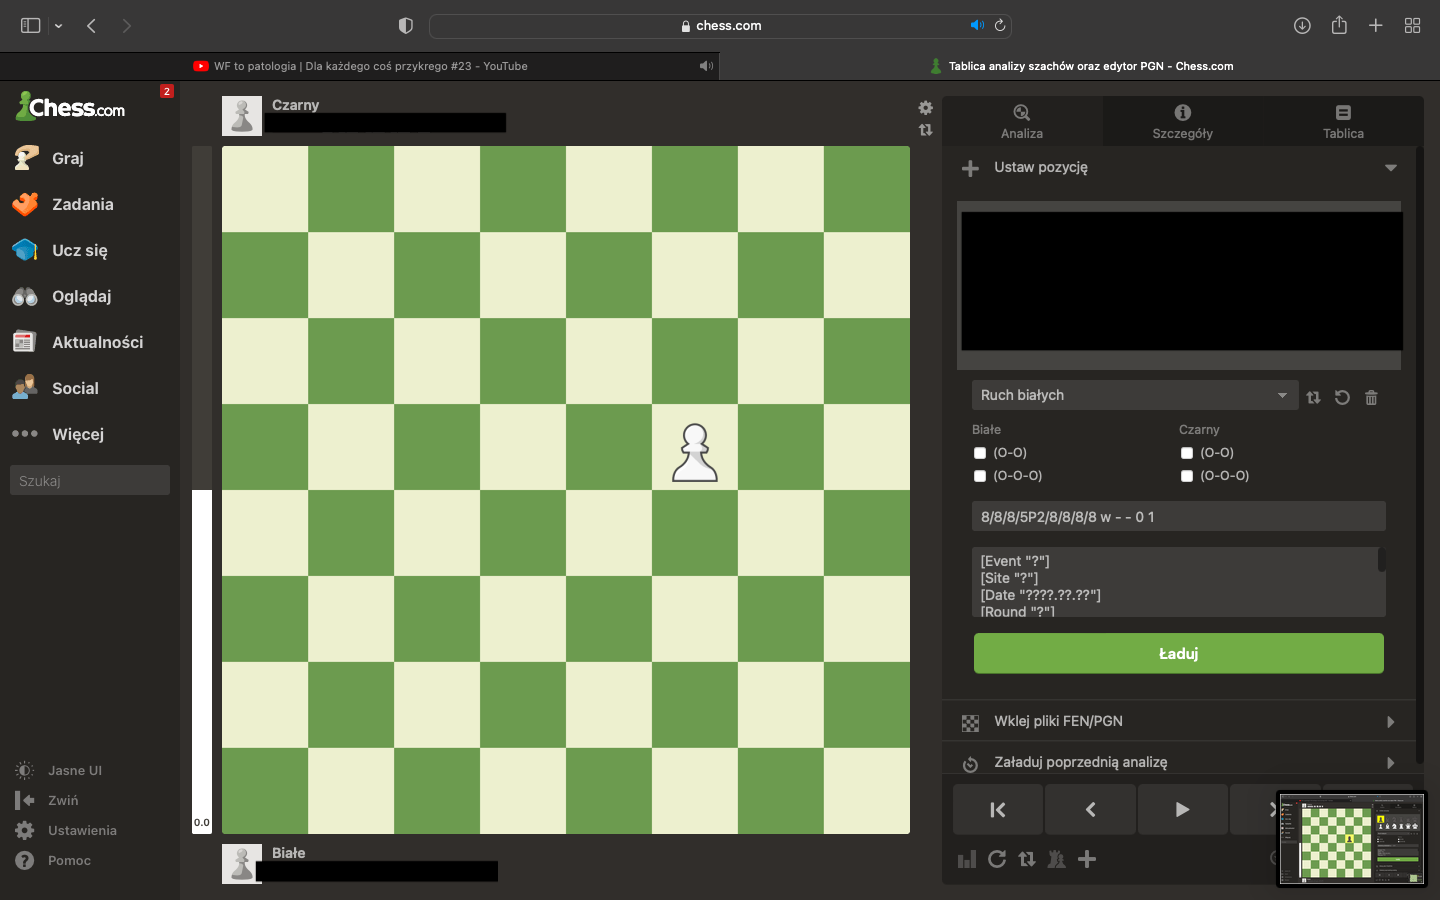 chess.com
WF to patologia | Dla każdego coś przykrego #23 - YouTube
Tablica analizy szachów oraz edytor PGN - Chess.com
Chess.com
2
Graj
Zadania
Ucz się
Oglądaj
Aktualności
Social
Więcej
Szukaj
Jasne UI
Zwiń
Ustawienia
Pomoc
Czarny
0.0
Białe
Analiza
Szczegóły
Tablica
Ustaw pozycję
Ruch białych
Białe
Czarny
(O-O)
(O-O)
(O-O-O)
(O-O-O)
8/8/8/5P2/8/8/8/8 w - - 0 1
[Event "?"]
[Site "?"]
[Date "????.??.??"]
[Round "?"]
Ładuj
Wklej pliki FEN/PGN
Załaduj poprzednią analizę